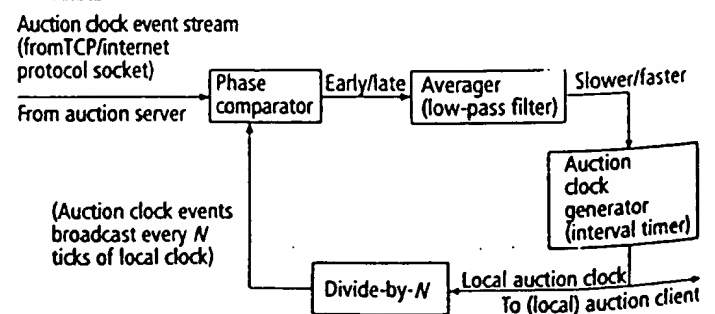 Auction clock event stream
(fromTCP/internet
protocol socket)
From auction server
Phase
comparator
Early/late
Averager
(low-pass filter)
Slower/faster
Auction
clock
generator
(interval timer)
(Auction clock events
broadcast every N
ticks of local clock)
Divide-by-N
Local auction clock
To (local) auction client